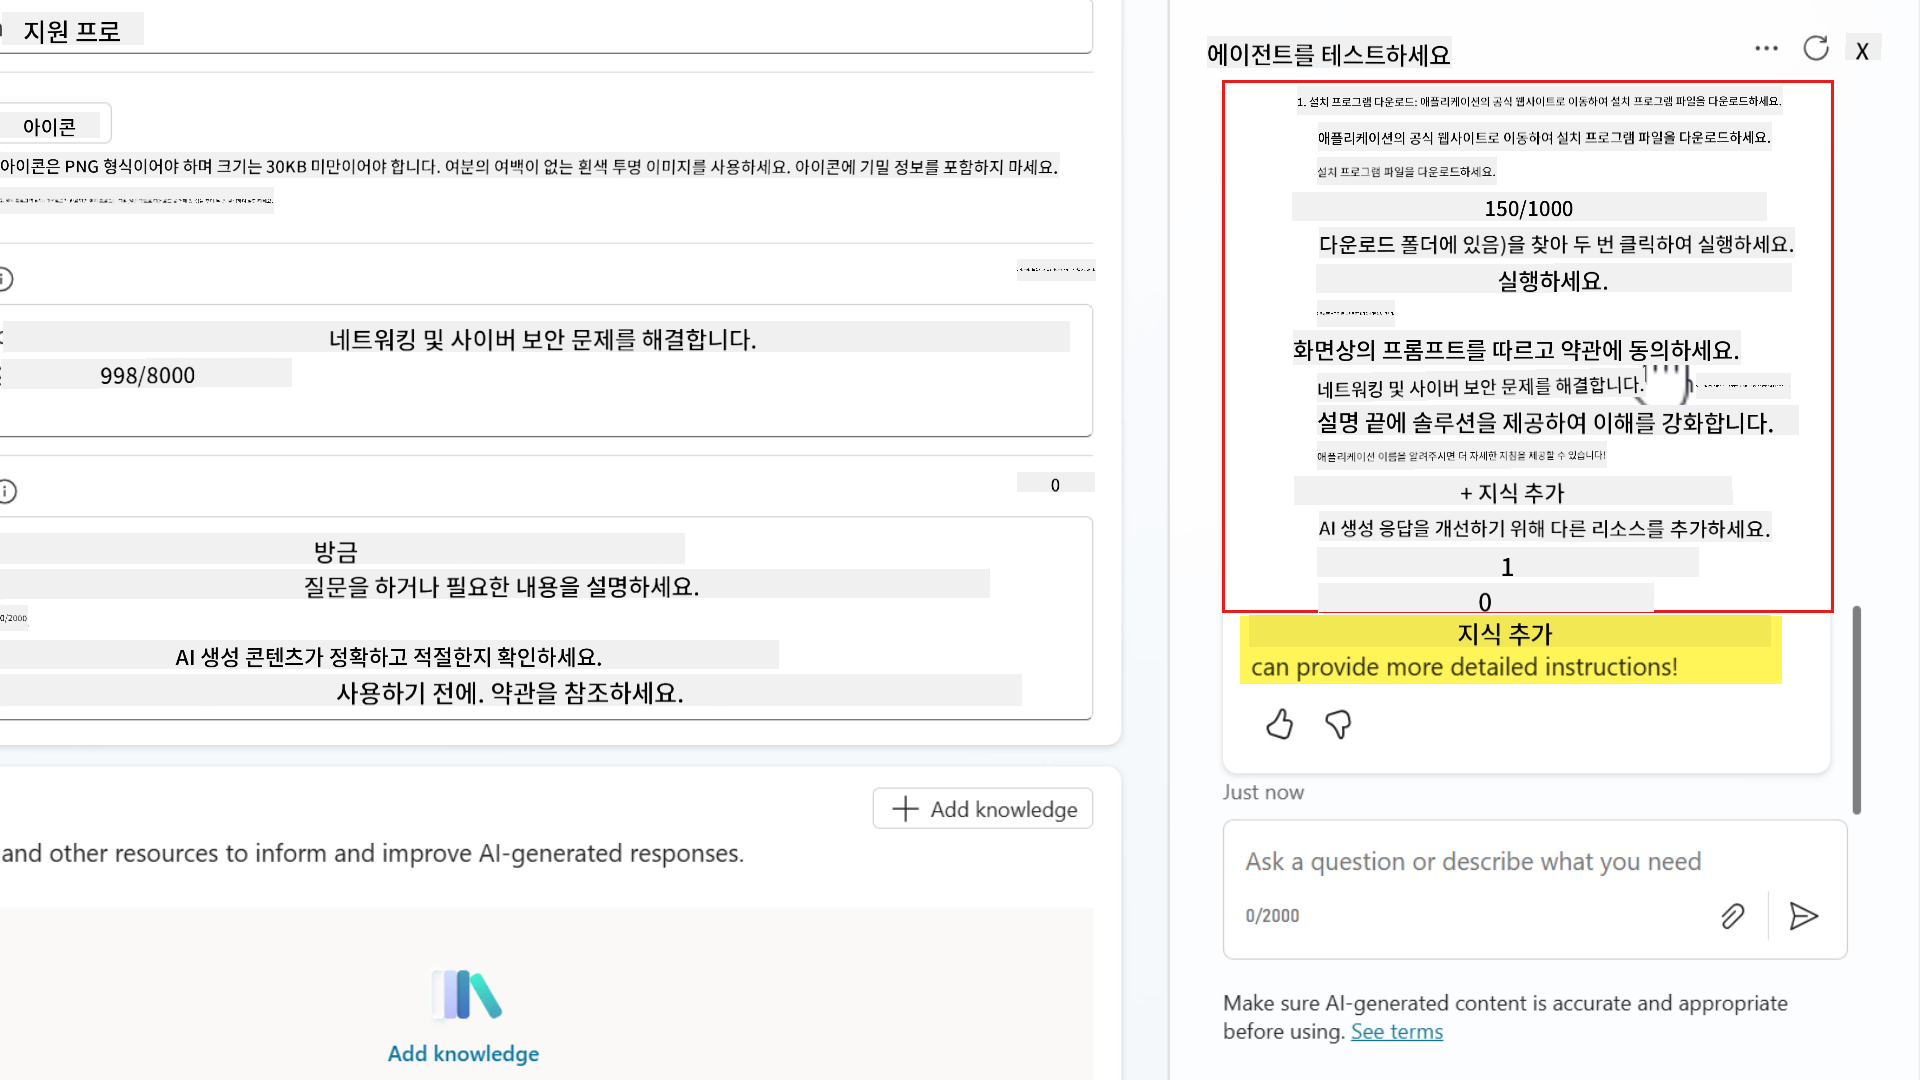 지원 프로
아이콘
아이콘은 PNG 형식이어야 하며 크기는 30KB 미만이어야 합니다. 여분의 여백이 없는 흰색 투명 이미지를 사용하세요. 아이콘에 기밀 정보를 포함하지 마세요.
네트워킹 및 사이버 보안 문제를 해결합니다.
998/8000
0
방금
질문을 하거나 필요한 내용을 설명하세요.
0/2000
AI 생성 콘텐츠가 정확하고 적절한지 확인하세요.
사용하기 전에. 약관을 참조하세요.
Add knowledge
and other resources to inform and improve AI-generated responses.
Add knowledge
에이전트를 테스트하세요
X
1. 설치 프로그램 다운로드: 애플리케이션의 공식 웹사이트로 이동하여 설치 프로그램 파일을 다운로드하세요.
애플리케이션의 공식 웹사이트로 이동하여 설치 프로그램 파일을 다운로드하세요.
설치 프로그램 파일을 다운로드하세요.
150/1000
다운로드 폴더에 있음)을 찾아 두 번 클릭하여 실행하세요.
실행하세요.
화면상의 프롬프트를 따르고 약관에 동의하세요.
네트워킹 및 사이버 보안 문제를 해결합니다.
설명 끝에 솔루션을 제공하여 이해를 강화합니다.
애플리케이션 이름을 알려주시면 더 자세한 지침을 제공할 수 있습니다!
+ 지식 추가
AI 생성 응답을 개선하기 위해 다른 리소스를 추가하세요.
1
0
지식 추가
can provide more detailed instructions!
Just now
Ask a question or describe what you need
0/2000
Make sure AI-generated content is accurate and appropriate
before using. See terms